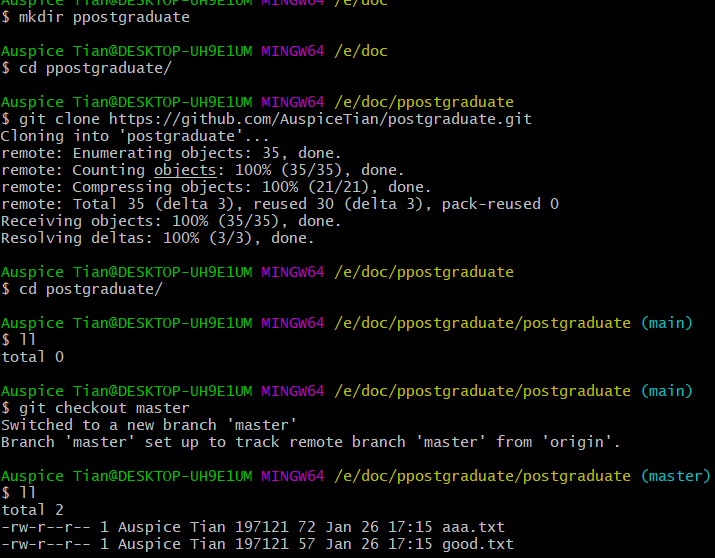 Auspice Tian@DESKTOP-UH9E1UM MINGW64 /e/doc
$ mkdir ppostgraduate
Auspice Tian@DESKTOP-UH9E1UM MINGW64 /e/doc
$ cd ppostgraduate/
Auspice Tian@DESKTOP-UH9E1UM MINGW64 /e/doc/ppostgraduate
$ git clone https://github.com/AuspiceTian/postgraduate.git
Cloning into 'postgraduate'...
remote: Enumerating objects: 35, done.
remote: Counting objects: 100% (35/35), done.
remote: Compressing objects: 100% (21/21), done.
remote: Total 35 (delta 3), reused 30 (delta 3), pack-reused 0
Receiving objects: 100% (35/35), done.
Resolving deltas: 100% (3/3), done.
Auspice Tian@DESKTOP-UH9E1UM MINGW64 /e/doc/ppostgraduate
$ cd postgraduate/
Auspice Tian@DESKTOP-UH9E1UM MINGW64 /e/doc/ppostgraduate/postgraduate (main)
$ ll
total 0
Auspice Tian@DESKTOP-UH9E1UM MINGW64 /e/doc/ppostgraduate/postgraduate (main)
$ git checkout master
Switched to a new branch 'master'
Branch 'master' set up to track remote branch 'master' from 'origin'.
Auspice Tian@DESKTOP-UH9E1UM MINGW64 /e/doc/ppostgraduate/postgraduate (master)
$ ll
total 2
-rw-r--r-- 1 Auspice Tian 197121 72 Jan 26 17:15 aaa.txt
-rw-r--r-- 1 Auspice Tian 197121 57 Jan 26 17:15 good.txt